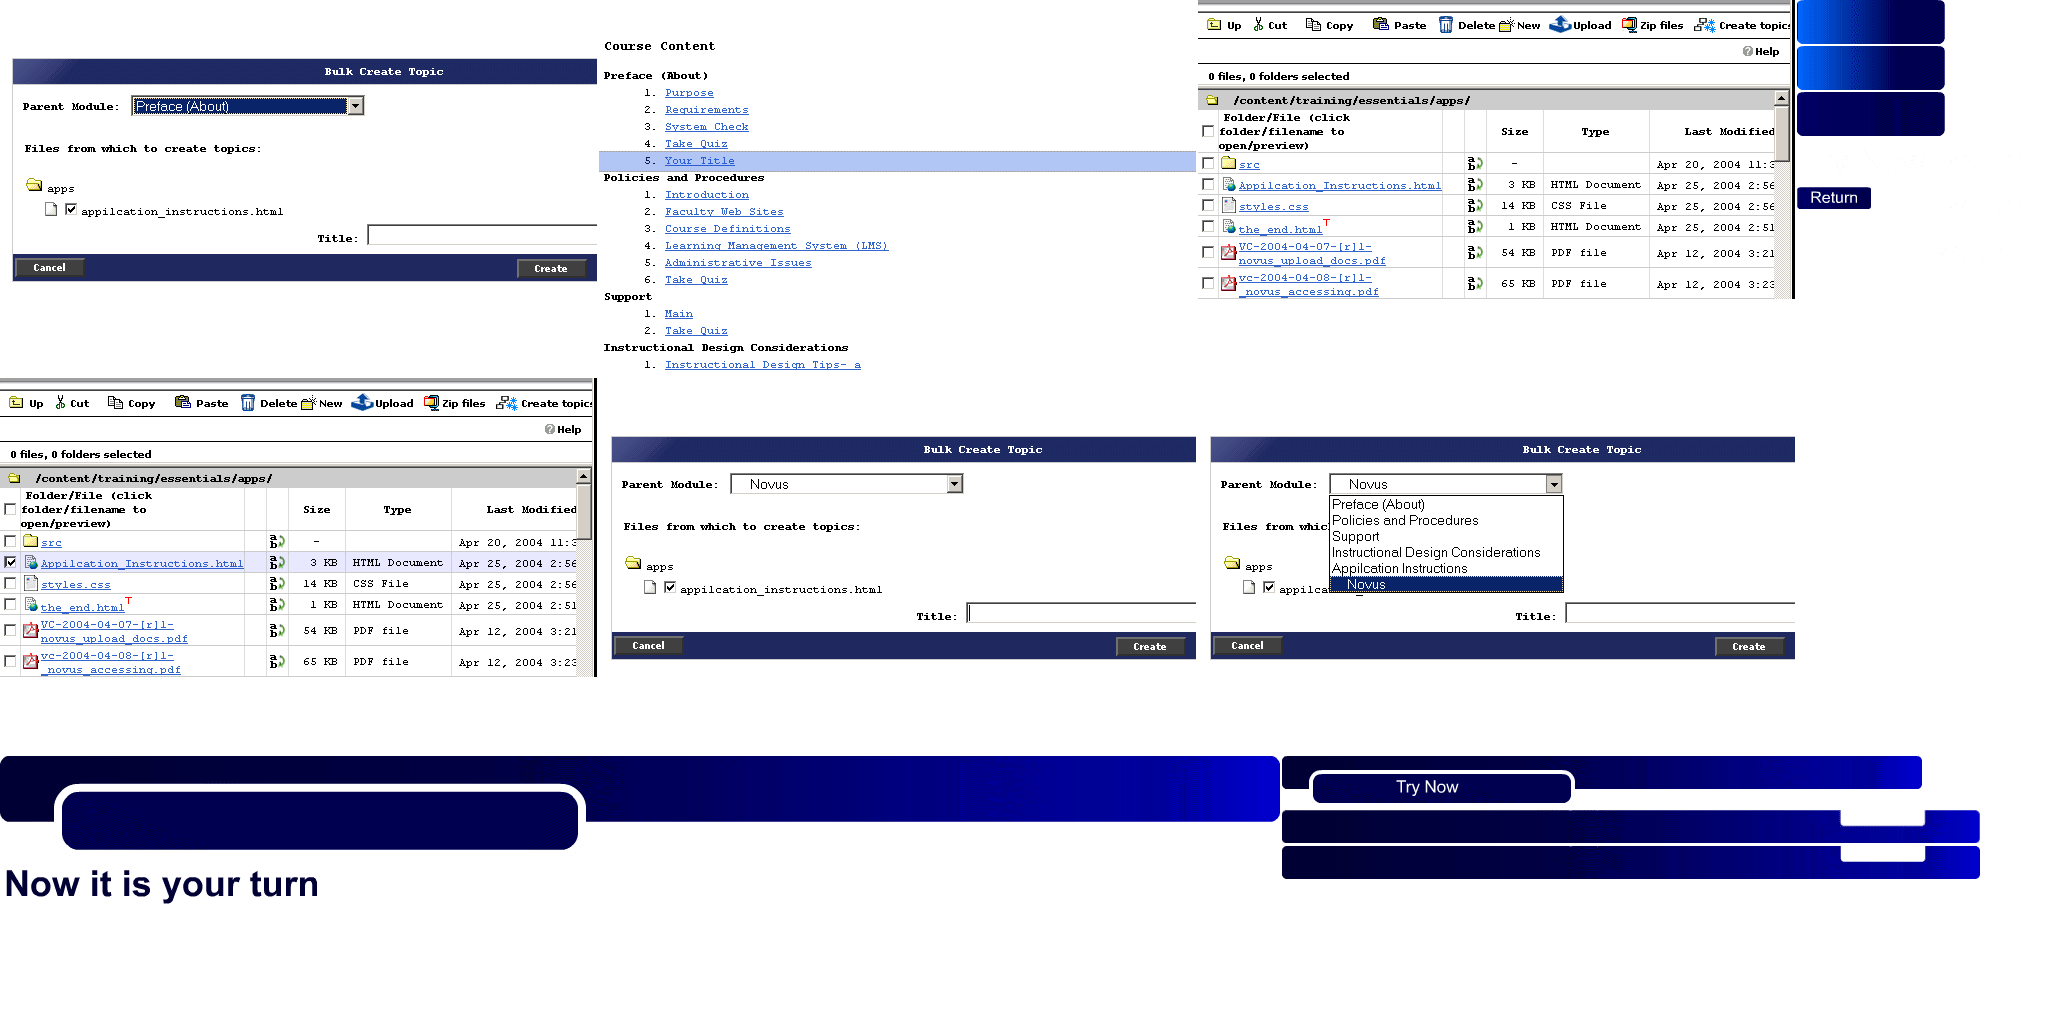 Bulk Create Topic
Parent Module: Preface (About)
Files from which to create topics:
apps
appilcation_instructions.html
Title:
Cancel Create
Course Content
Preface (About)
1. Purpose
2. Requirements
3. System Check
4. Take Quiz
5. Your Title
Policies and Procedures
1. Introduction
2. Faculty Web Sites
3. Course Definitions
4. Learning Management System (LMS)
5. Administrative Issues
6. Take Quiz
Support
1. Main
2. Take Quiz
Instructional Design Considerations
1. Instructional Design Tips- a
Up Cut Copy Paste Delete New Upload Zip files Create topics
Help
0 files, 0 folders selected
/content/training/essentials/apps/
Folder/File (click
folder/filename to
open/preview)
Size Type Last Modified
src - Apr 20, 2004 11:3
Appilcation_Instructions.html 3 KB HTML Document Apr 25, 2004 2:56
styles.css 14 KB CSS File Apr 25, 2004 2:56
the_end.html T 1 KB HTML Document Apr 25, 2004 2:51
VC-2004-04-07-[r]1-
novus_upload_docs.pdf 54 KB PDF file Apr 12, 2004 3:21
vc-2004-04-08-[r]1-
_novus_accessing.pdf 65 KB PDF file Apr 12, 2004 3:23
Return
Up Cut Copy Paste Delete New Upload Zip files Create topics
Help
0 files, 0 folders selected
/content/training/essentials/apps/
Folder/File (click
folder/filename to
open/preview)
Size Type Last Modified
src - Apr 20, 2004 11:3
Appilcation_Instructions.html 3 KB HTML Document Apr 25, 2004 2:56
styles.css 14 KB CSS File Apr 25, 2004 2:56
the_end.html T 1 KB HTML Document Apr 25, 2004 2:51
VC-2004-04-07-[r]1-
novus_upload_docs.pdf 54 KB PDF file Apr 12, 2004 3:21
vc-2004-04-08-[r]1-
_novus_accessing.pdf 65 KB PDF file Apr 12, 2004 3:23
Bulk Create Topic
Parent Module: Novus
Files from which to create topics:
apps
appilcation_instructions.html
Title:
Cancel Create
Bulk Create Topic
Parent Module: Novus
Preface (About)
Policies and Procedures
Support
Instructional Design Considerations
Appilcation Instructions
Novus
Files from whic
apps
appilca
Title:
Cancel Create
Try Now
Now it is your turn